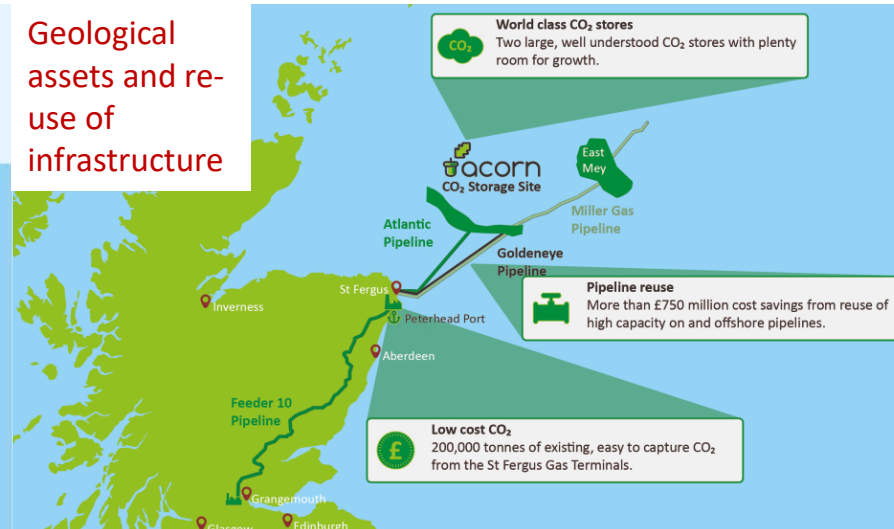 Geological
assets and re-
use of
infrastructure
World class CO₂ stores
CO₂
Two large, well understood CO₂ stores with plenty
room for growth.
acorn
CO₂ Storage Site
East
Mey
Miller Gas
Pipeline
Atlantic
Pipeline
Goldeneye
Pipeline
Pipeline reuse
More than £750 million cost savings from reuse of
high capacity on and offshore pipelines.
St Fergus
Inverness
Peterhead Port
Aberdeen
Feeder 10
Pipeline
Low cost CO₂
£
200,000 tonnes of existing, easy to capture CO₂
from the St Fergus Gas Terminals.
Grangemouth
Glasgow
Edinburgh